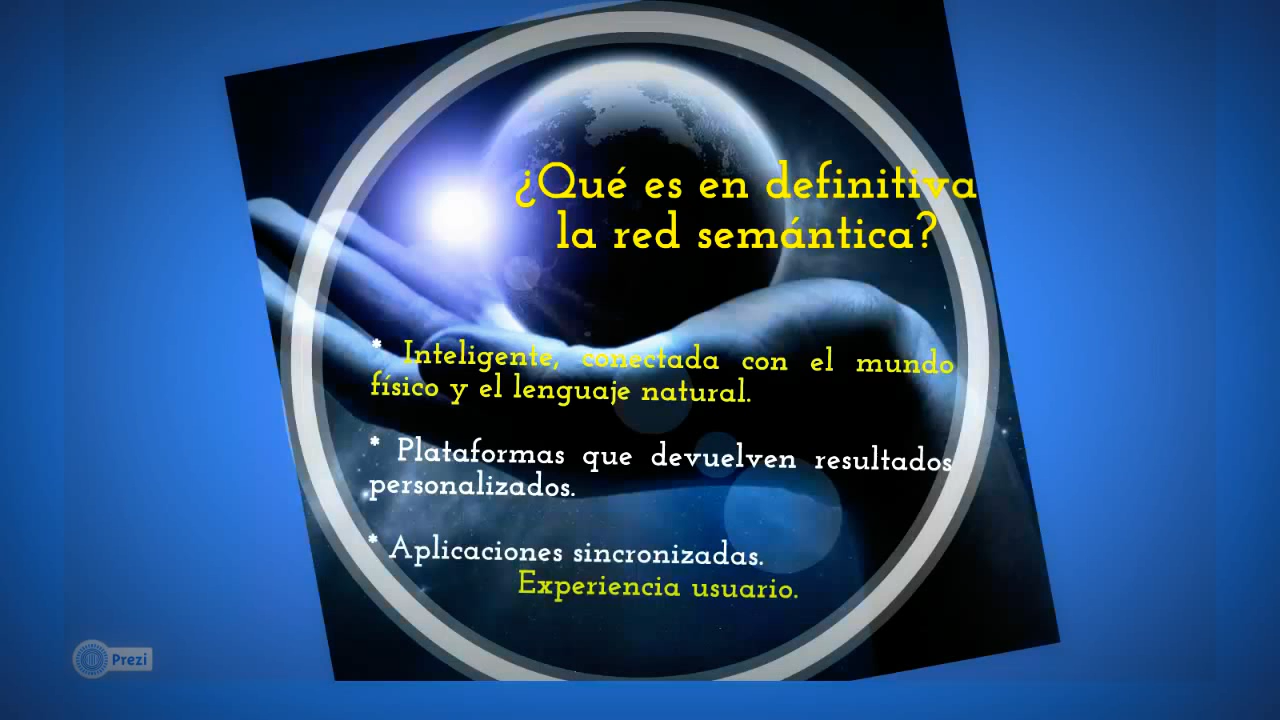 ¿Qué es en definitiva
la red semántica?
* Inteligente, conectada con el mundo
físico y el lenguaje natural.
* Plataformas que devuelven resultados
personalizados.
* Aplicaciones sincronizadas.
Experiencia usuario.
Prezi